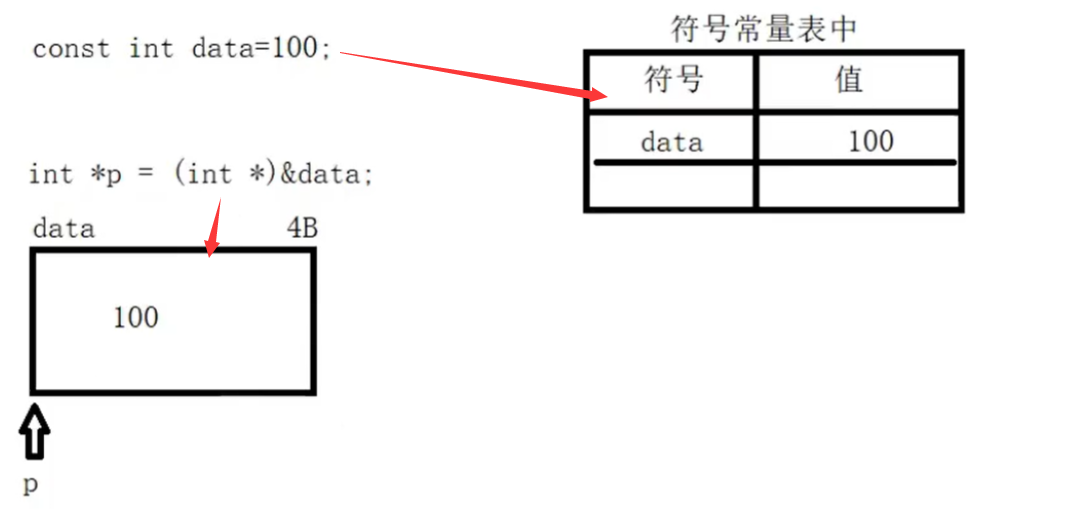 const int data=100;
符号常量表中
符号 值
data 100
int *p = (int *)&data;
data 4B
100
p